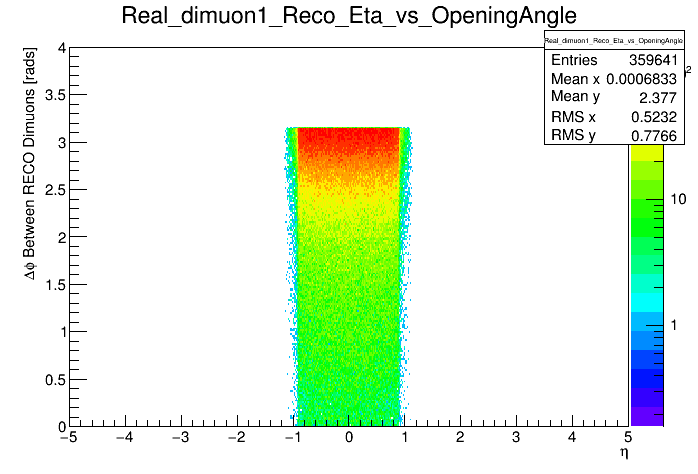 Real_dimuon1_Reco_Eta_vs_OpeningAngle
Real_dimuon1_Reco_Eta_vs_OpeningAngle
Entries 359641
Mean x 0.0006833
Mean y 2.377
RMS x 0.5232
RMS y 0.7766
Δϕ Between RECO Dimuons [rads]
4
3.5
3
2.5
2
1.5
1
0.5
0
−5 −4 −3 −2 −1 0 1 2 3 4 5
η
2
10
1